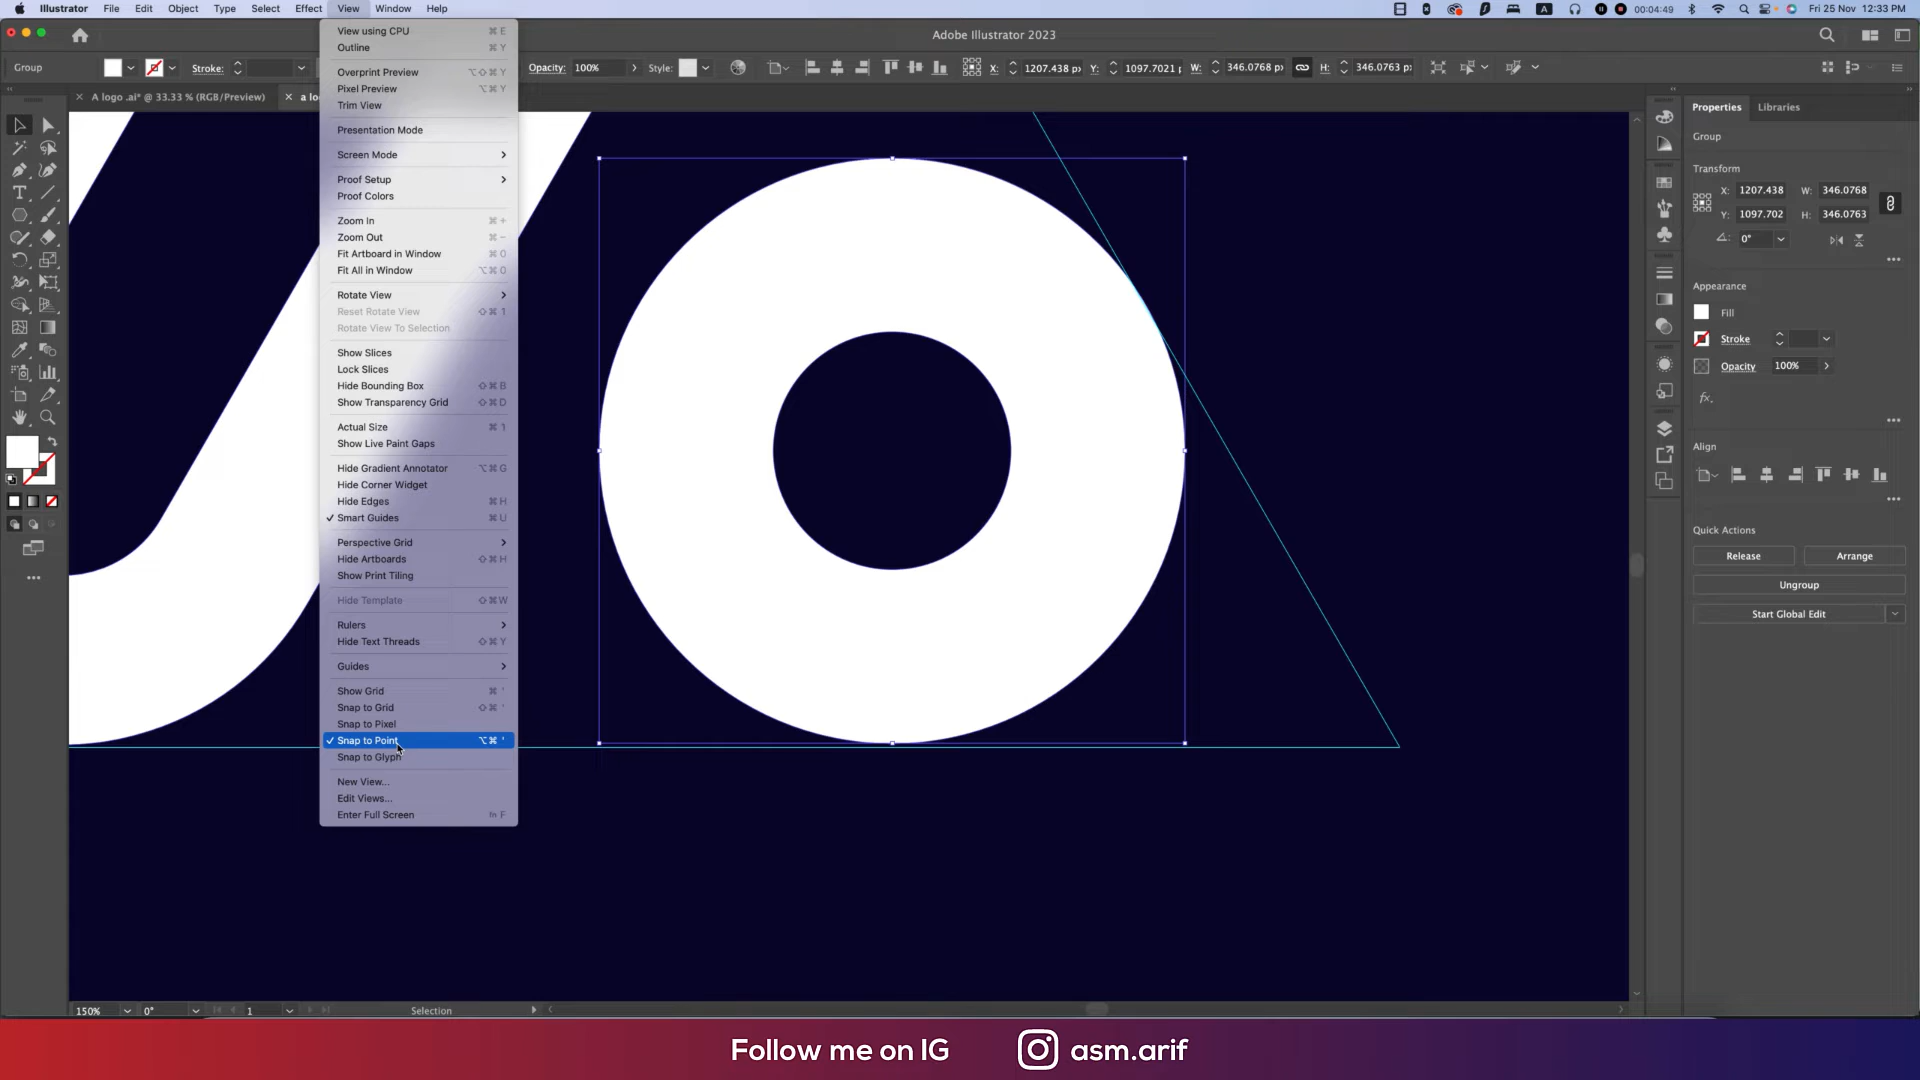 Illustrator File Edit Object Type Select Effect View Window Help
A 00:04:49 Fri 25 Nov 12:33 PM
Adobe Illustrator 2023
Group Stroke: Opacity: 100% Style: X: 1207.438 px Y: 1097.7021 p W: 346.0768 px H: 346.0763 px
A logo .ai* @ 33.33 % (RGB/Preview)
a lo
View using CPU ⌘ E
Outline ⌘ Y
Overprint Preview ⌥⇧⌘ Y
Pixel Preview ⌥⌘ Y
Trim View
Presentation Mode
Screen Mode
Proof Setup
Proof Colors
Zoom In ⌘ +
Zoom Out ⌘ −
Fit Artboard in Window ⌘ 0
Fit All in Window ⌥⌘ 0
Rotate View
Reset Rotate View ⇧⌘ 1
Rotate View To Selection
Show Slices
Lock Slices
Hide Bounding Box ⇧⌘ B
Show Transparency Grid ⇧⌘ D
Actual Size ⌘ 1
Show Live Paint Gaps
Hide Gradient Annotator ⌥⌘ G
Hide Corner Widget
Hide Edges ⌘ H
✓ Smart Guides ⌘ U
Perspective Grid
Hide Artboards ⇧⌘ H
Show Print Tiling
Hide Template ⇧⌘ W
Rulers
Hide Text Threads ⇧⌘ Y
Guides
Show Grid ⌘ '
Snap to Grid ⇧⌘ '
Snap to Pixel
✓ Snap to Point ⌥⌘ '
Snap to Glyph
New View...
Edit Views...
Enter Full Screen fn F
Properties Libraries
Group
Transform
X: 1207.438 W: 346.0768
Y: 1097.702 H: 346.0763
0°
Appearance
Fill
Stroke
Opacity 100%
fx.
Align
Quick Actions
Release Arrange
Ungroup
Start Global Edit
150% 0° 1 Selection
Follow me on IG asm.arif